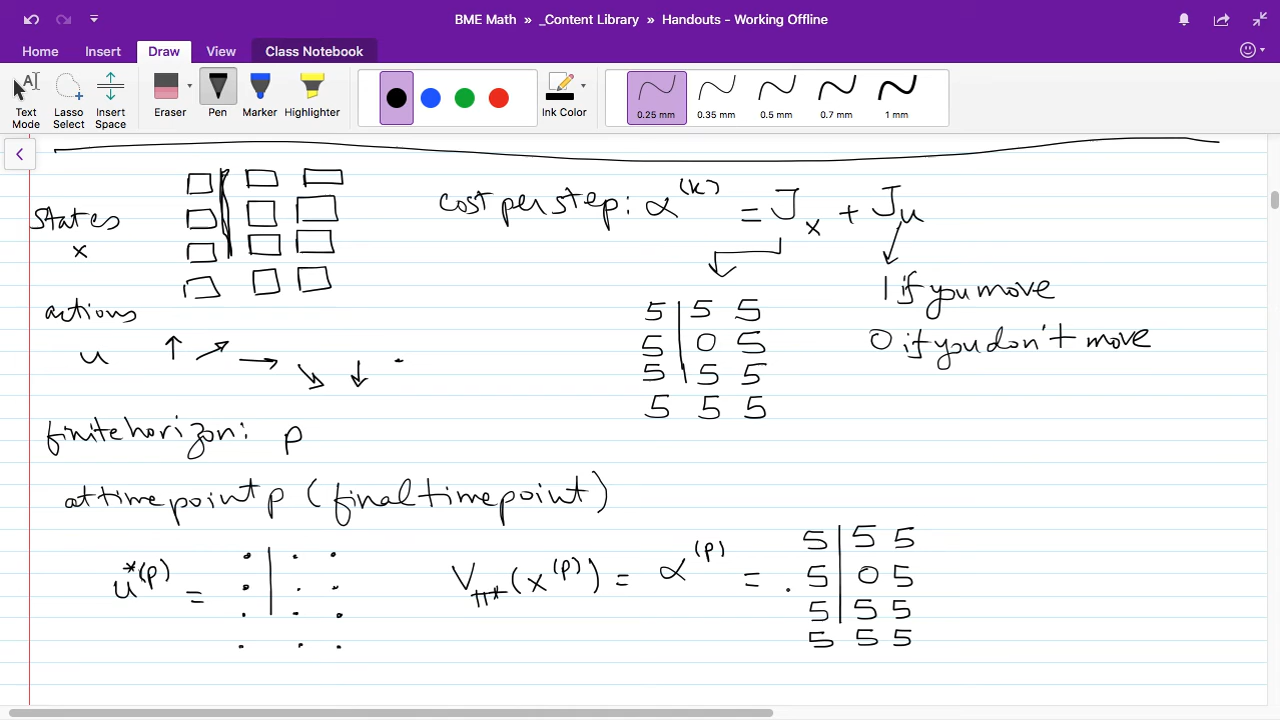 BME Math » _Content Library » Handouts - Working Offline
Home Insert Draw View Class Notebook
Text Mode
Lasso Select
Insert Space
Eraser
Pen
Marker
Highlighter
Ink Color
0.25 mm
0.35 mm
0.5 mm
0.7 mm
1 mm
states
x
cost per step: α^(k) = J_x + J_u
1 if you move
0 if you don't move
5 | 5 5
5 | 0 5
5 | 5 5
5 5 5
actions
u ↑ ↗ → ↘ ↓ ·
finite horizon: p
at time point p (final time point)
u*^(p) =
V_π*(x^(p)) = α^(p) =
5 | 5 5
5 | 0 5
5 | 5 5
5 5 5